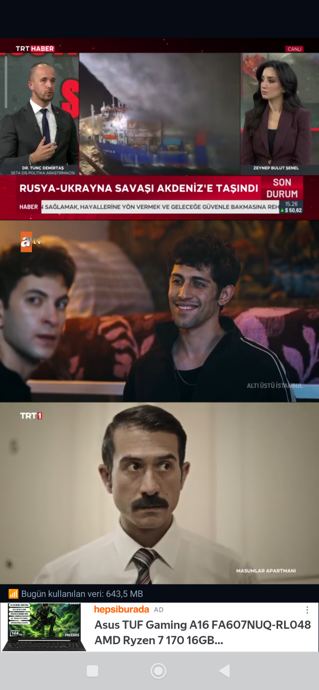 TRT HABER
CANLI
DR. TUNÇ DEMİRTAŞ
SETA DIŞ POLİTİKA ARAŞTIRMACISI
ZEYNEP BULUT ŞENEL
RUSYA-UKRAYNA SAVAŞI AKDENİZ'E TAŞINDI
SON DURUM
HABER
SAĞLAMAK, HAYALLERİNE YÖN VERMEK VE GELECEĞE GÜVENLE BAKMASINA REH
15.26
$ 50,62
atv
ALTI ÜSTÜ İSTANBUL
TRT 1
MASUMLAR APARTMANI
Bugün kullanılan veri: 643,5 MB
hepsiburada AD
Asus TUF Gaming A16 FA607NUQ-RL048
AMD Ryzen 7 170 16GB...